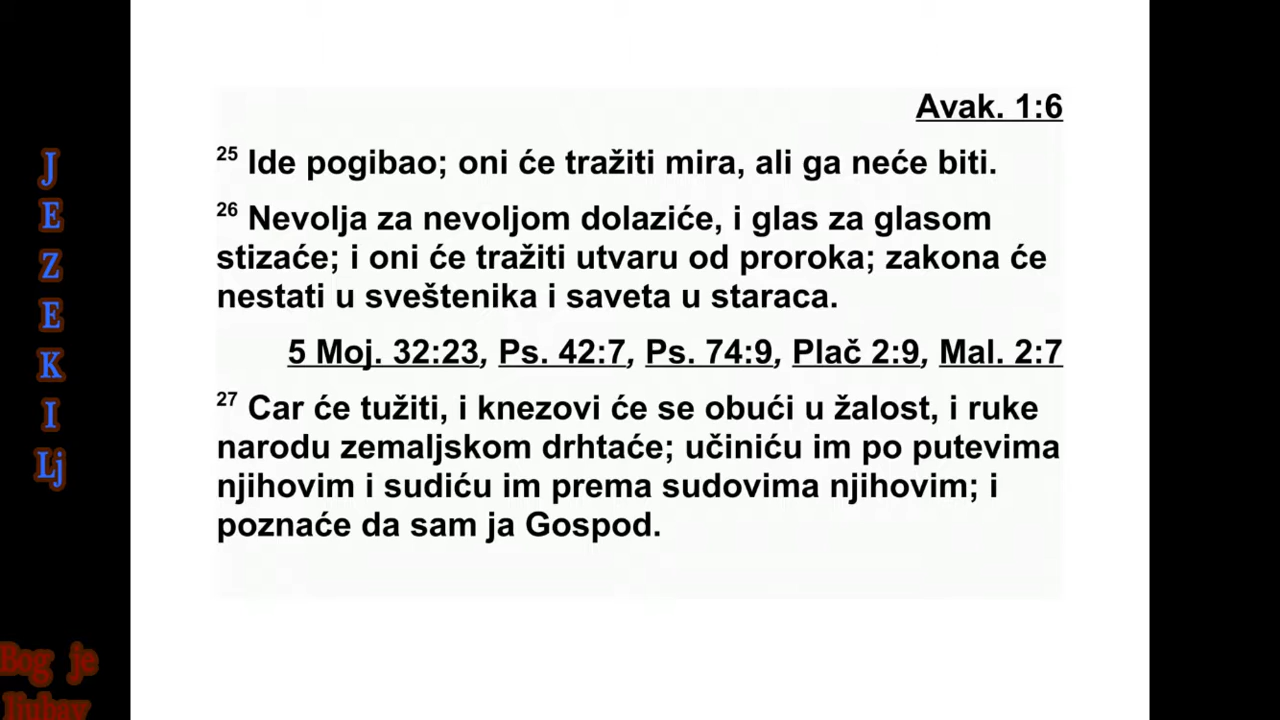 Avak. 1:6
25 Ide pogibao; oni će tražiti mira, ali ga neće biti.
26 Nevolja za nevoljom dolaziće, i glas za glasom
stizaće; i oni će tražiti utvaru od proroka; zakona će
nestati u sveštenika i saveta u staraca.
5 Moj. 32:23, Ps. 42:7, Ps. 74:9, Plač 2:9, Mal. 2:7
27 Car će tužiti, i knezovi će se obući u žalost, i ruke
narodu zemaljskom drhtaće; učiniću im po putevima
njihovim i sudiću im prema sudovima njihovim; i
poznaće da sam ja Gospod.
J
E
Z
E
K
I
Lj
Bog je
ljubav